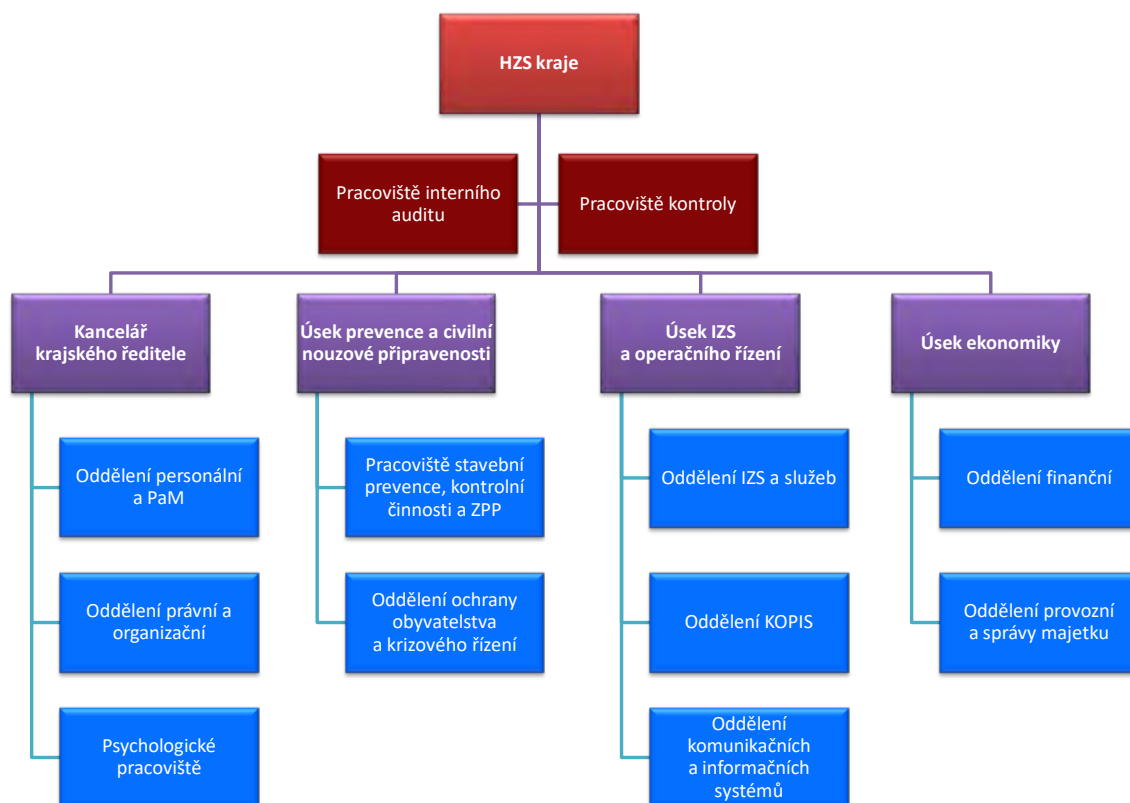 HZS kraje
Pracoviště interního
auditu
Pracoviště kontroly
Kancelář
krajského ředitele
Úsek prevence a civilní
nouzové připravenosti
Úsek IZS
a operačního řízení
Úsek ekonomiky
Oddělení personální
a PaM
Pracoviště stavební
prevence, kontrolní
činnosti a ZPP
Oddělení IZS a služeb
Oddělení finanční
Oddělení právní a
organizační
Oddělení ochrany
obyvatelstva
a krizového řízení
Oddělení KOPIS
Oddělení provozní
a správy majetku
Psychologické
pracoviště
Oddělení
komunikačních
a informačních
systémů